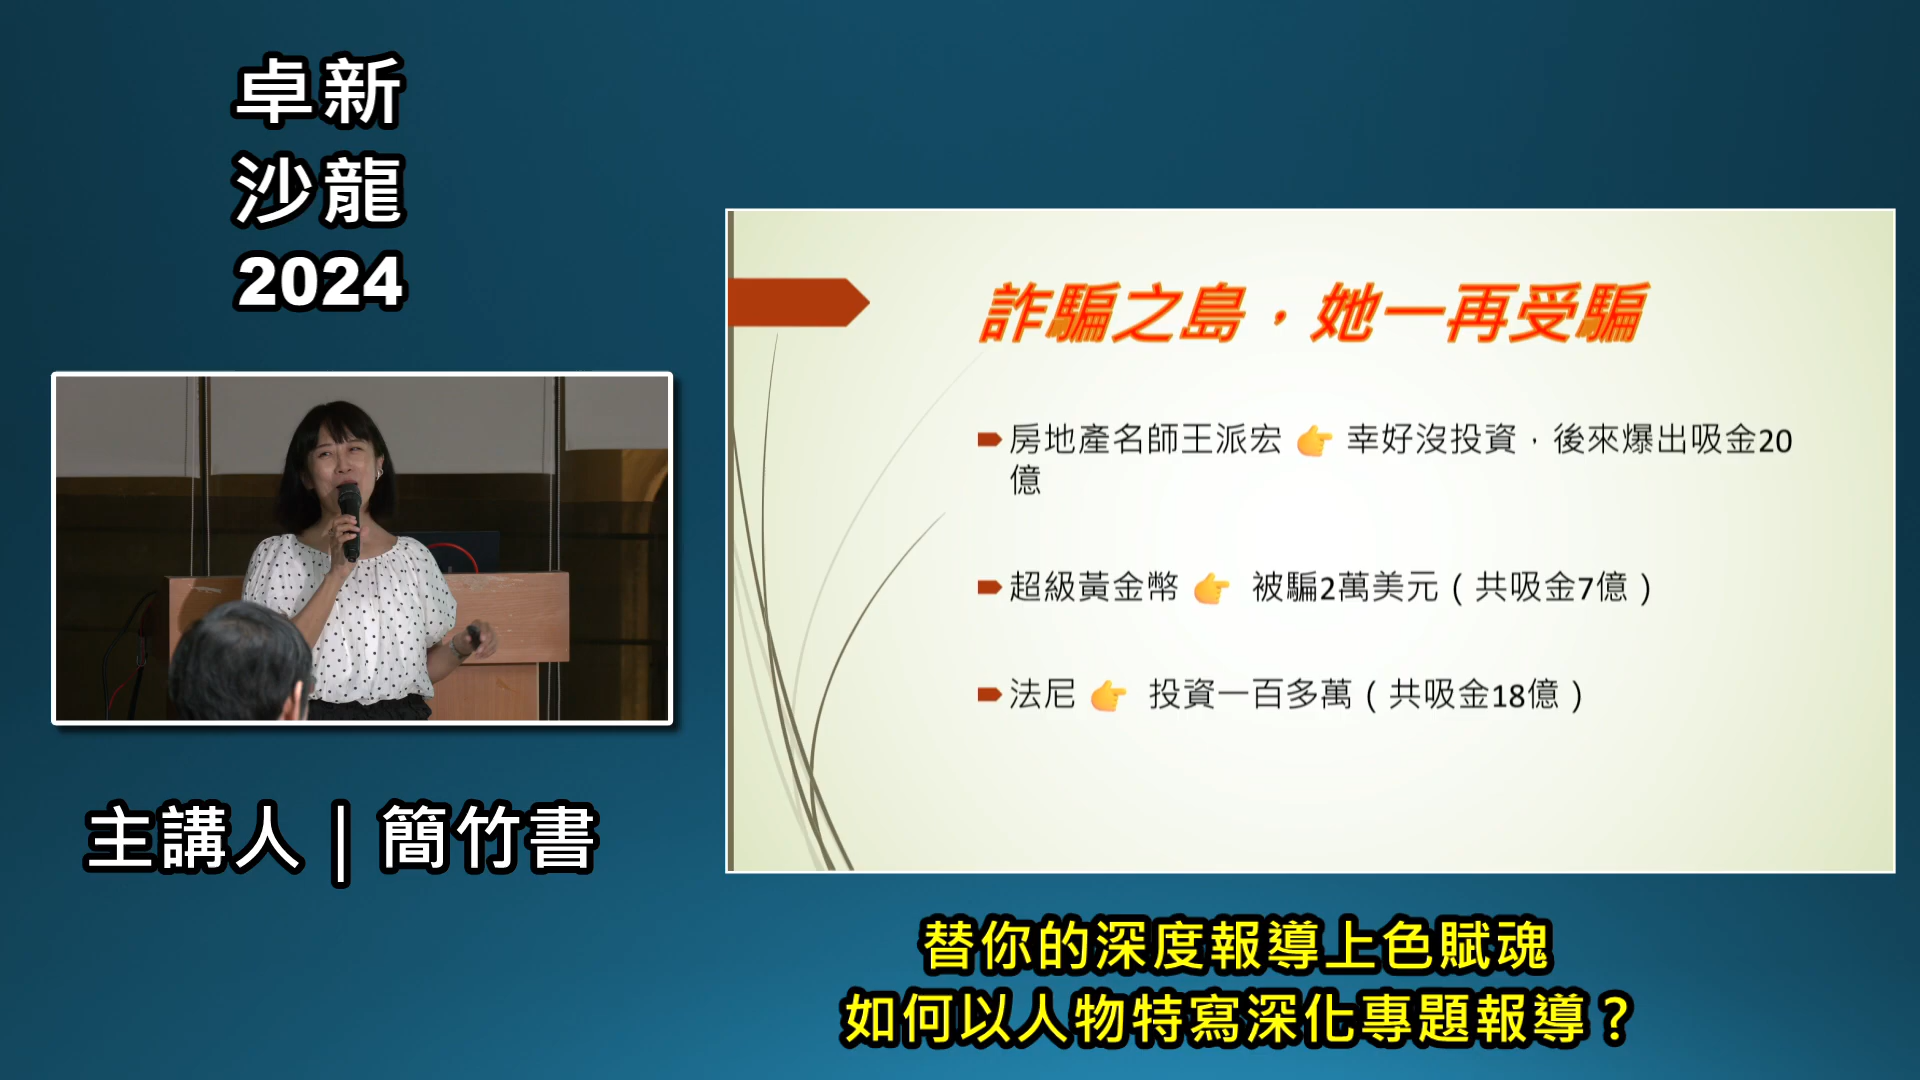 卓新
沙龍
2024
主講人｜簡竹書
詐騙之島，她一再受騙
房地產名師王派宏 👉 幸好沒投資，後來爆出吸金20
億
超級黃金幣 👉 被騙2萬美元（共吸金7億）
法尼 👉 投資一百多萬（共吸金18億）
替你的深度報導上色賦魂
如何以人物特寫深化專題報導？